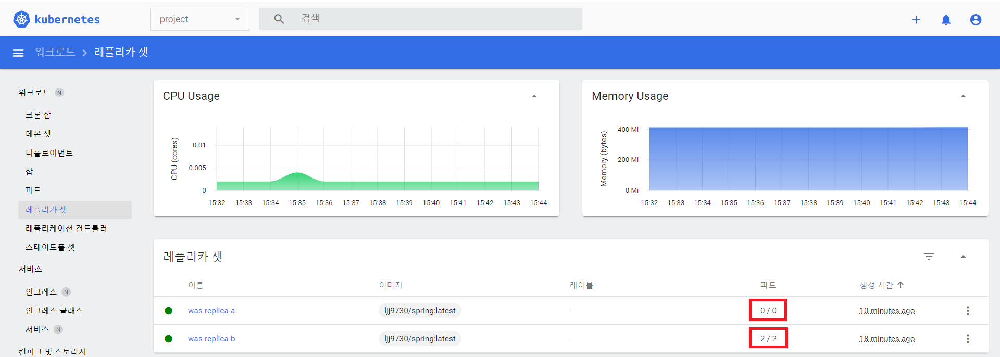 kubernetes
project
검색
워크로드 > 레플리카 셋
워크로드 N
크론 잡
데몬 셋
디플로이먼트
잡
파드
레플리카 셋
레플리케이션 컨트롤러
스테이트풀 셋
서비스
인그레스 N
인그레스 클래스
서비스 N
컨피그 및 스토리지
CPU Usage
CPU (cores)
0.01
0.005
0
15:32 15:33 15:34 15:35 15:36 15:37 15:38 15:39 15:40 15:41 15:42 15:43 15:44
Memory Usage
Memory (bytes)
400 Mi
200 Mi
0 Mi
15:32 15:33 15:34 15:35 15:36 15:37 15:38 15:39 15:40 15:41 15:42 15:43 15:44
레플리카 셋
이름 이미지 레이블 파드 생성 시간
was-replica-a ljj9730/spring:latest - 0 / 0 10 minutes ago
was-replica-b ljj9730/spring:latest - 2 / 2 18 minutes ago